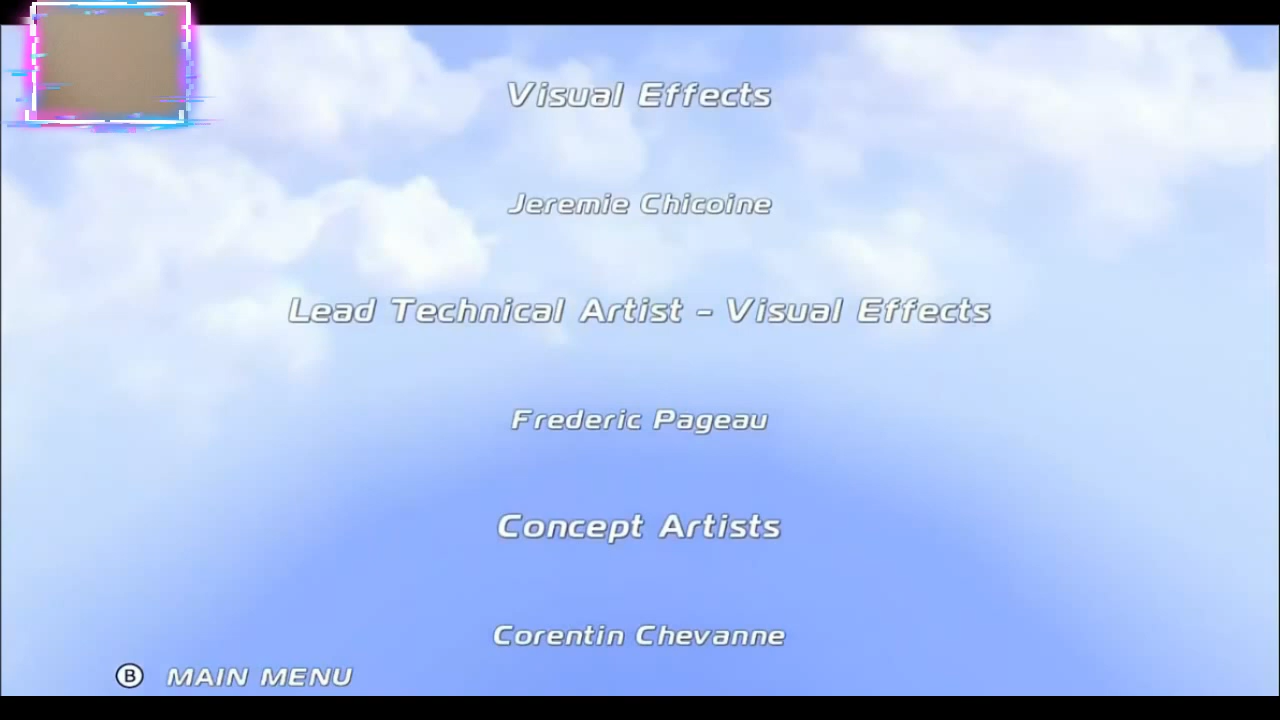 Visual Effects
Jeremie Chicoine
Lead Technical Artist - Visual Effects
Frederic Pageau
Concept Artists
Corentin Chevanne
B MAIN MENU